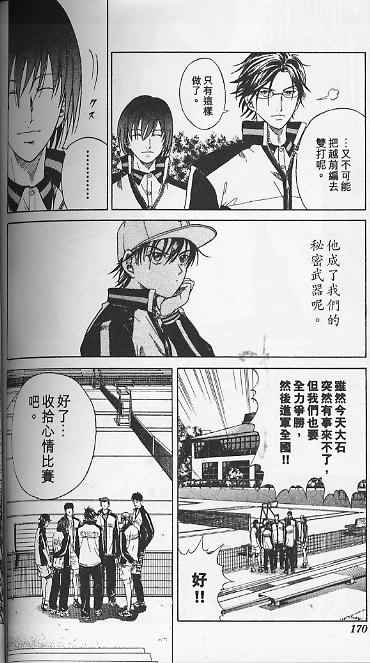 …又不可能
把越前編去
雙打呢。
只有這樣
做了。
クス
…………
他成了我們的
秘密武器呢。
雖然今天大石
突然有事來不了,
但我們也要
全力爭勝,
然後進軍全國!!
好!!
好了…
收拾心情比賽
吧。
170